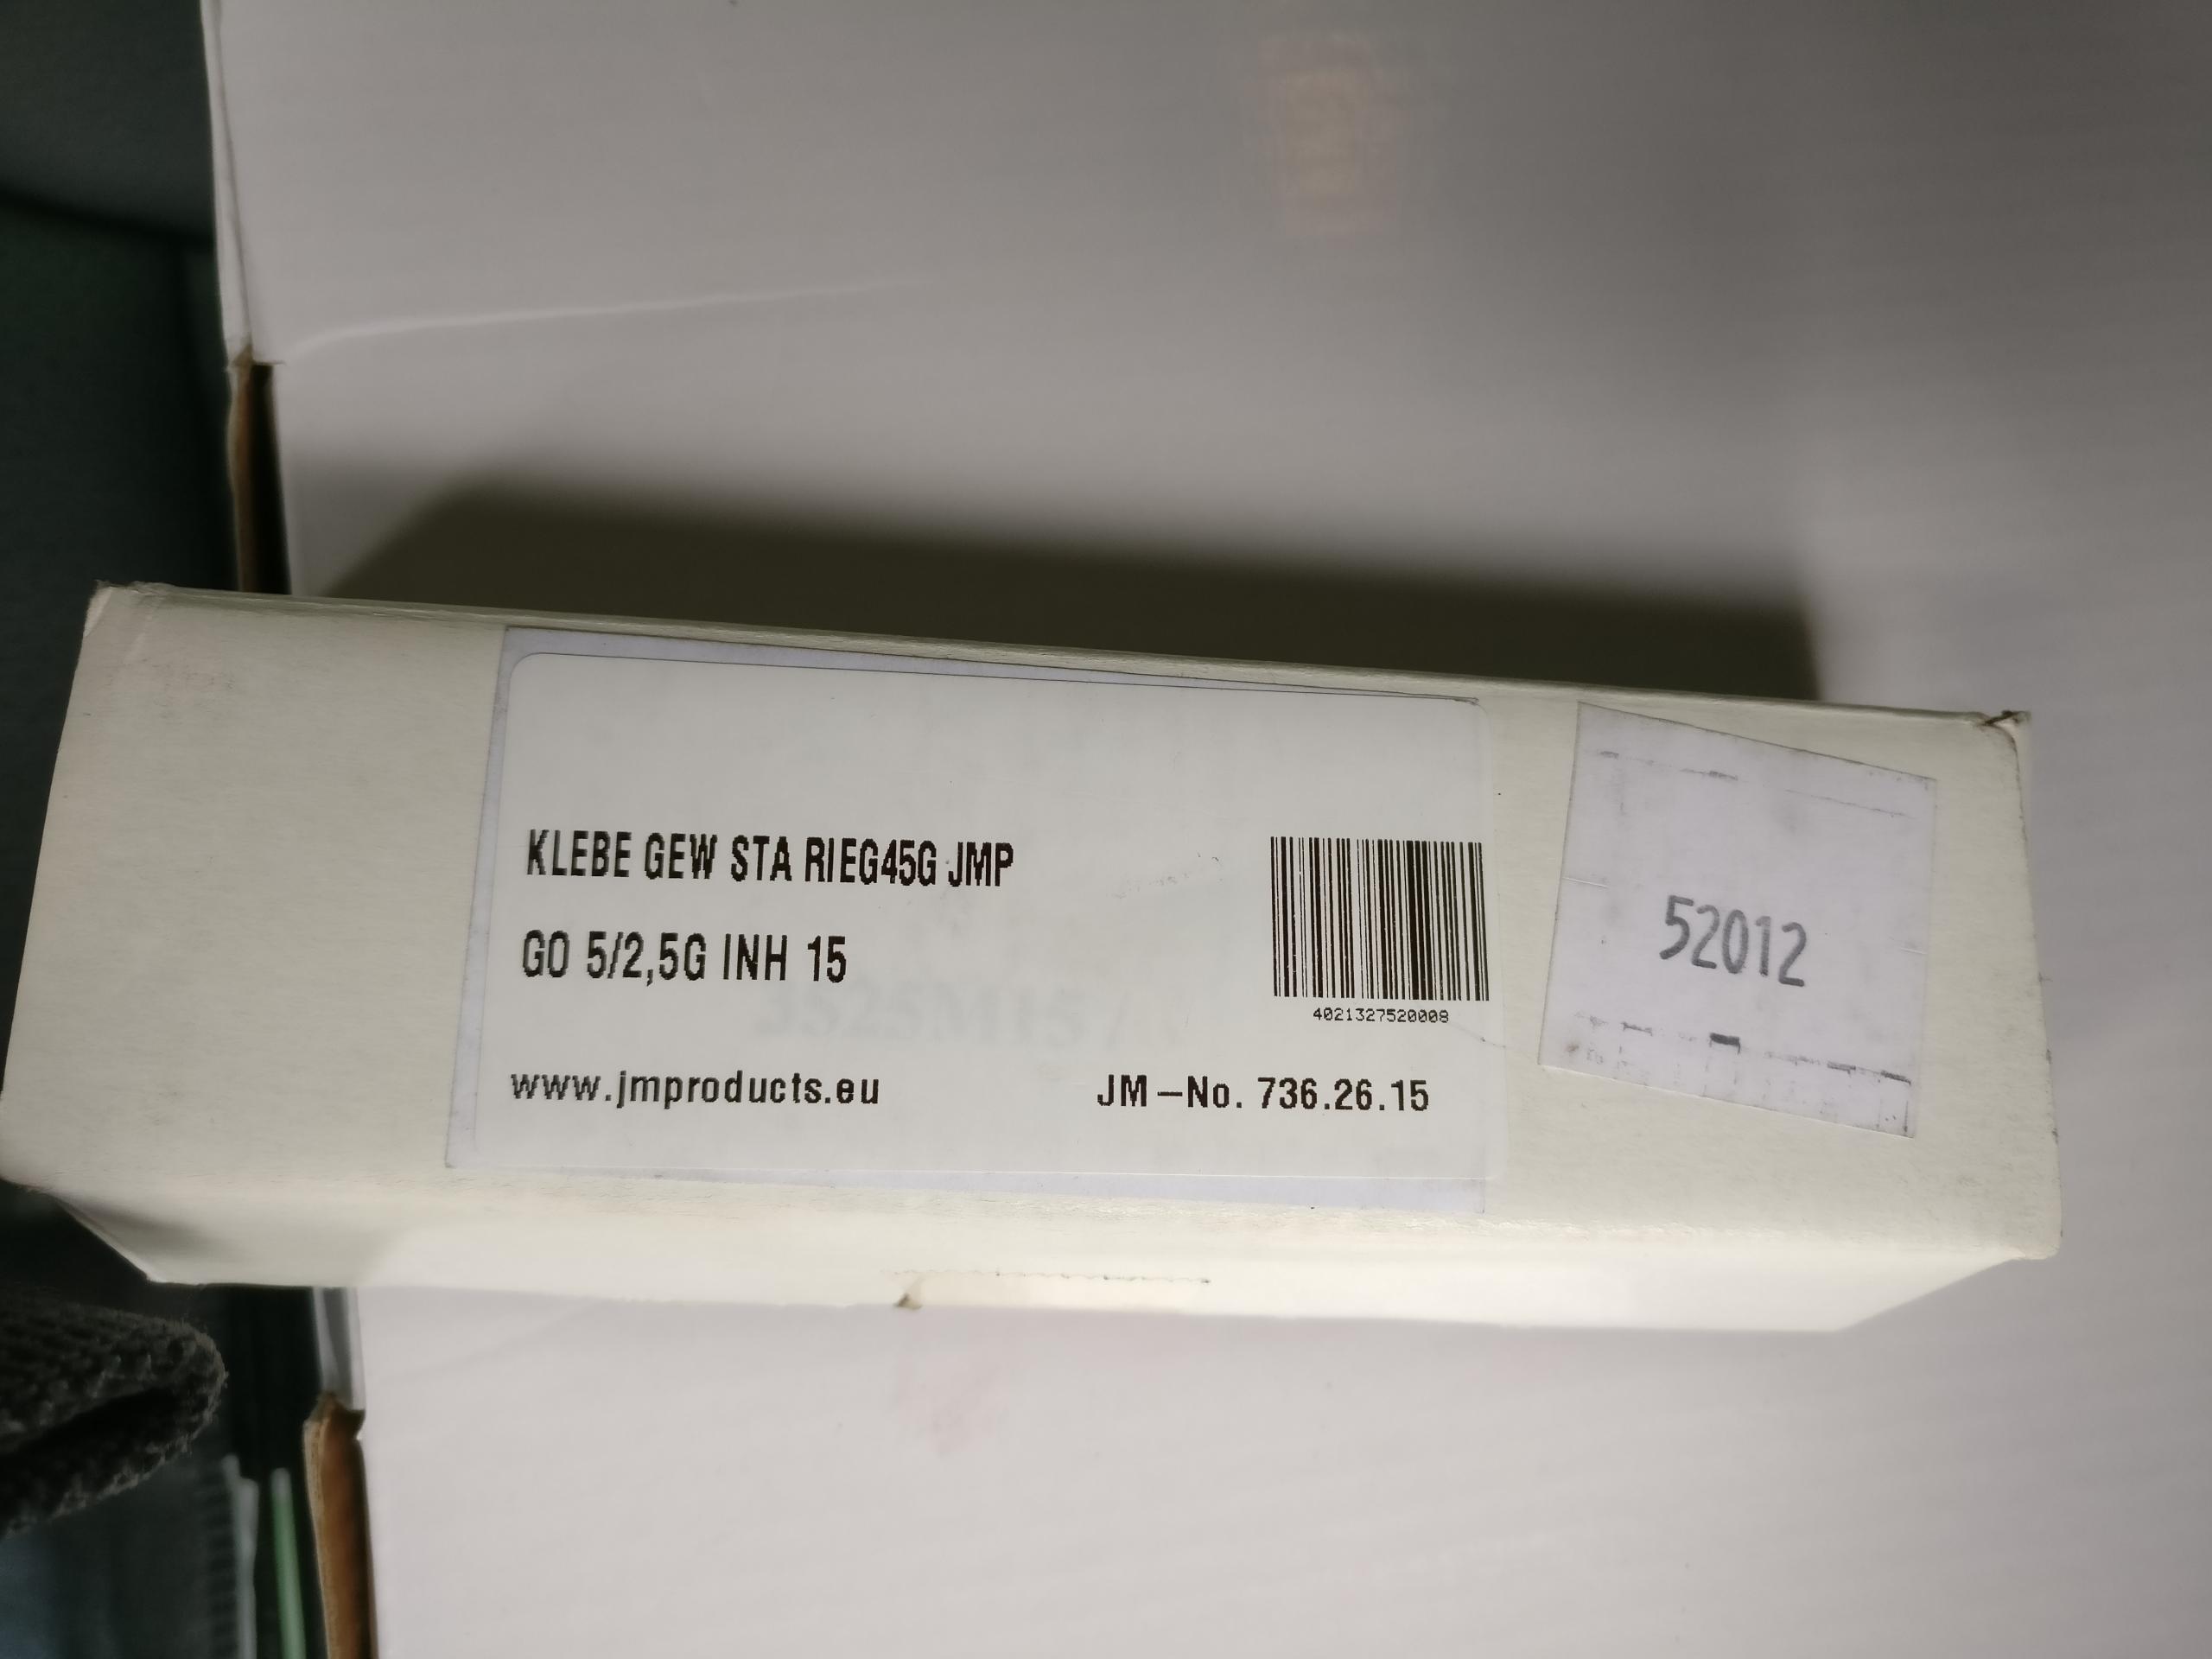 KLEBE GEW STA RIEG45G JMP
GO 5/2,5G INH 15
4021327520008
www.jmproducts.eu
JM-No. 736.26.15
52012